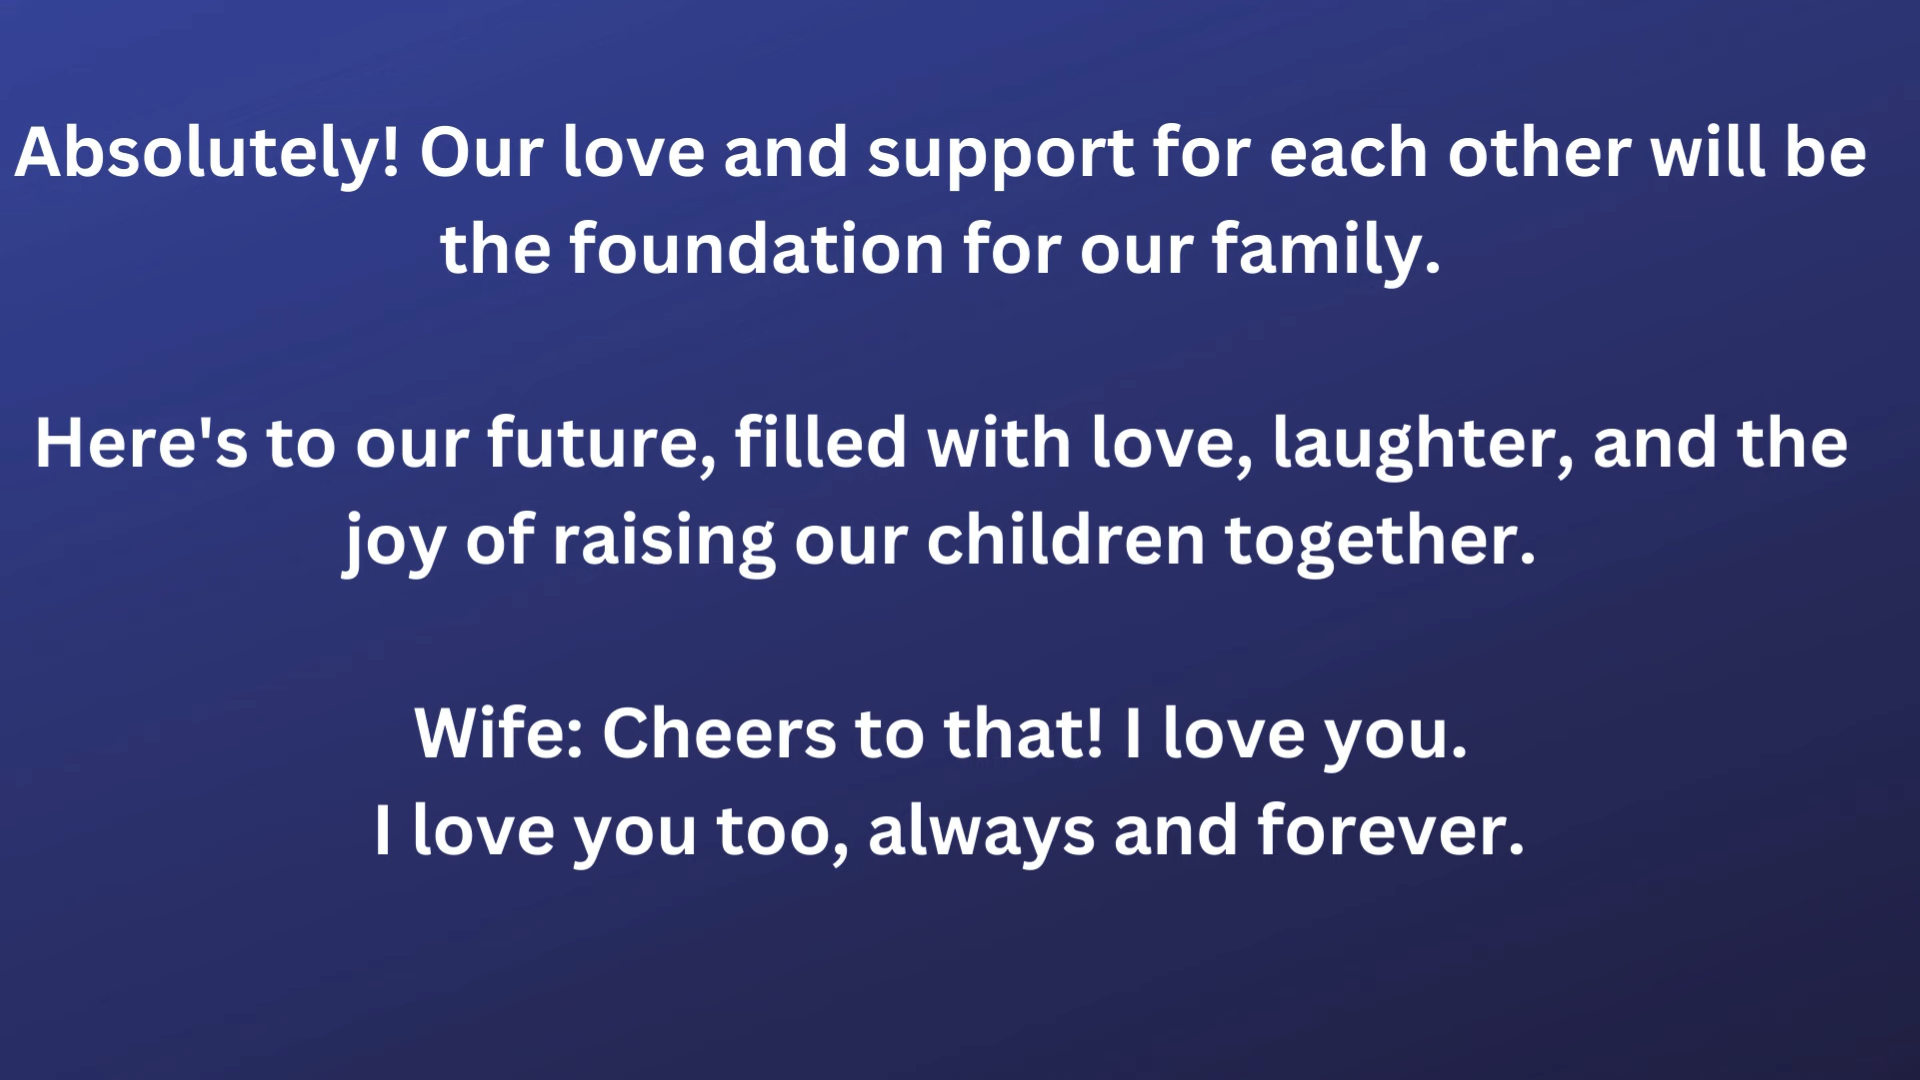 Absolutely! Our love and support for each other will be
the foundation for our family.
Here's to our future, filled with love, laughter, and the
joy of raising our children together.
Wife: Cheers to that! I love you.
I love you too, always and forever.